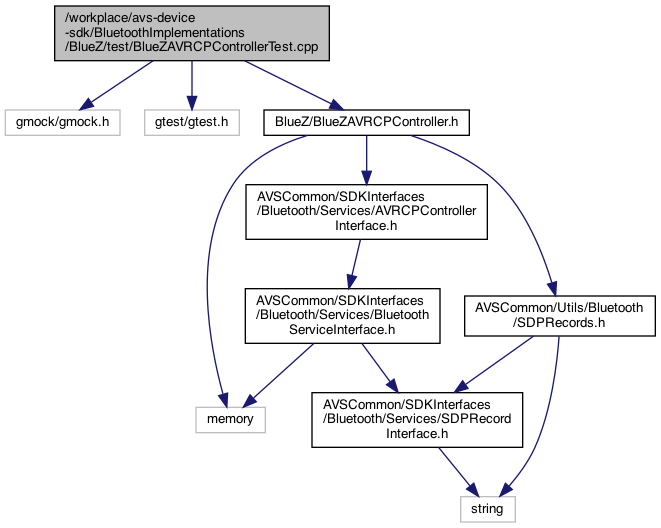 /workplace/avs-device
-sdk/BluetoothImplementations
/BlueZ/test/BlueZAVRCPControllerTest.cpp
gmock/gmock.h
gtest/gtest.h
BlueZ/BlueZAVRCPController.h
AVSCommon/SDKInterfaces
/Bluetooth/Services/AVRCPController
Interface.h
AVSCommon/SDKInterfaces
/Bluetooth/Services/Bluetooth
ServiceInterface.h
AVSCommon/Utils/Bluetooth
/SDPRecords.h
memory
AVSCommon/SDKInterfaces
/Bluetooth/Services/SDPRecord
Interface.h
string